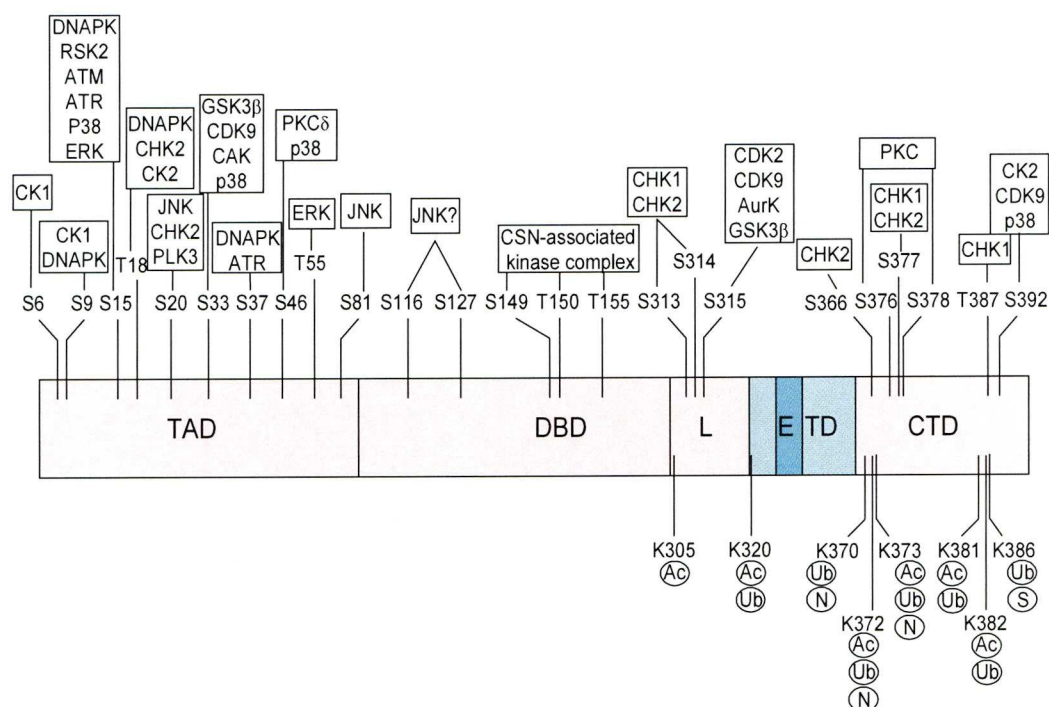 DNAPK
RSK2
ATM
ATR
P38
ERK
DNAPK
CHK2
CK2
GSK3β
CDK9
CAK
p38
PKCδ
p38
CK1
CK1
DNAPK
JNK
CHK2
PLK3
DNAPK
ATR
ERK
JNK
JNK?
CSN-associated
kinase complex
CHK1
CHK2
CDK2
CDK9
AurK
GSK3β
CHK2
PKC
CHK1
CHK2
CHK1
CK2
CDK9
p38
T18
T55
S314
S377
S6
S9
S15
S20
S33
S37
S46
S81
S116
S127
S149
T150
T155
S313
S315
S366
S376
S378
T387
S392
TAD
DBD
L
E
TD
CTD
K305
Ac
K320
Ac
Ub
K370
Ub
N
K372
Ac
Ub
N
K373
Ac
Ub
N
K381
Ac
Ub
K382
Ac
Ub
K386
Ub
S